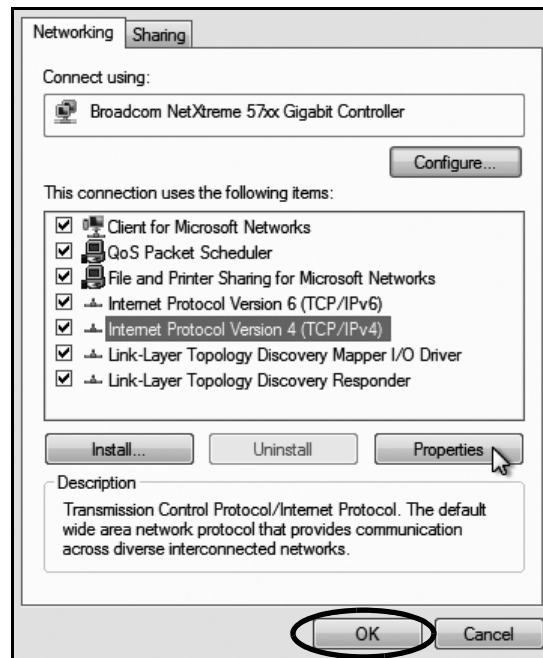 Networking Sharing
Connect using:
Broadcom NetXtreme 57xx Gigabit Controller
Configure...
This connection uses the following items:
Client for Microsoft Networks
QoS Packet Scheduler
File and Printer Sharing for Microsoft Networks
Internet Protocol Version 6 (TCP/IPv6)
Internet Protocol Version 4 (TCP/IPv4)
Link-Layer Topology Discovery Mapper I/O Driver
Link-Layer Topology Discovery Responder
Install... Uninstall Properties
Description
Transmission Control Protocol/Internet Protocol. The default
wide area network protocol that provides communication
across diverse interconnected networks.
OK Cancel